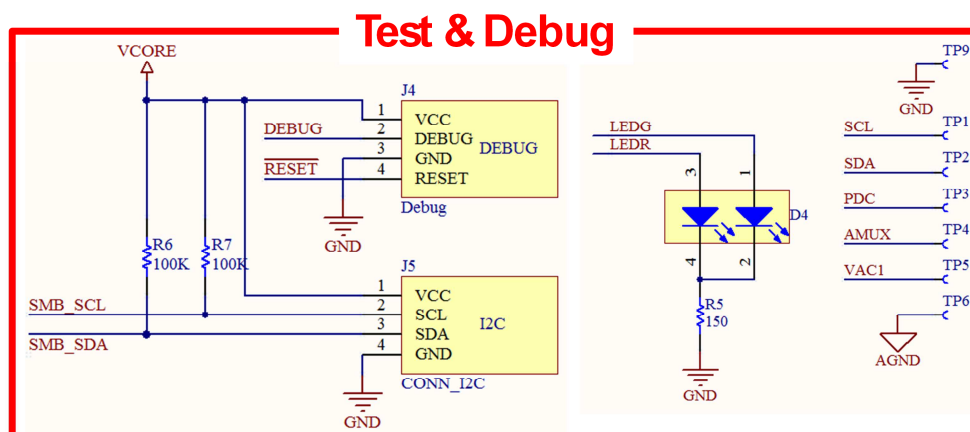 Test & Debug
VCORE
J4
1 VCC
DEBUG 2 DEBUG
3 GND
RESET 4 RESET
DEBUG
Debug
GND
R6
100K
R7
100K
J5
1 VCC
SMB_SCL 2 SCL
3 SDA
SMB_SDA
4 GND
I2C
CONN_I2C
GND
LEDG
LEDR
3 1
D4
4 2
R5
150
GND
TP9
GND
SCL TP1
SDA TP2
PDC TP3
AMUX TP4
VAC1 TP5
TP6
AGND